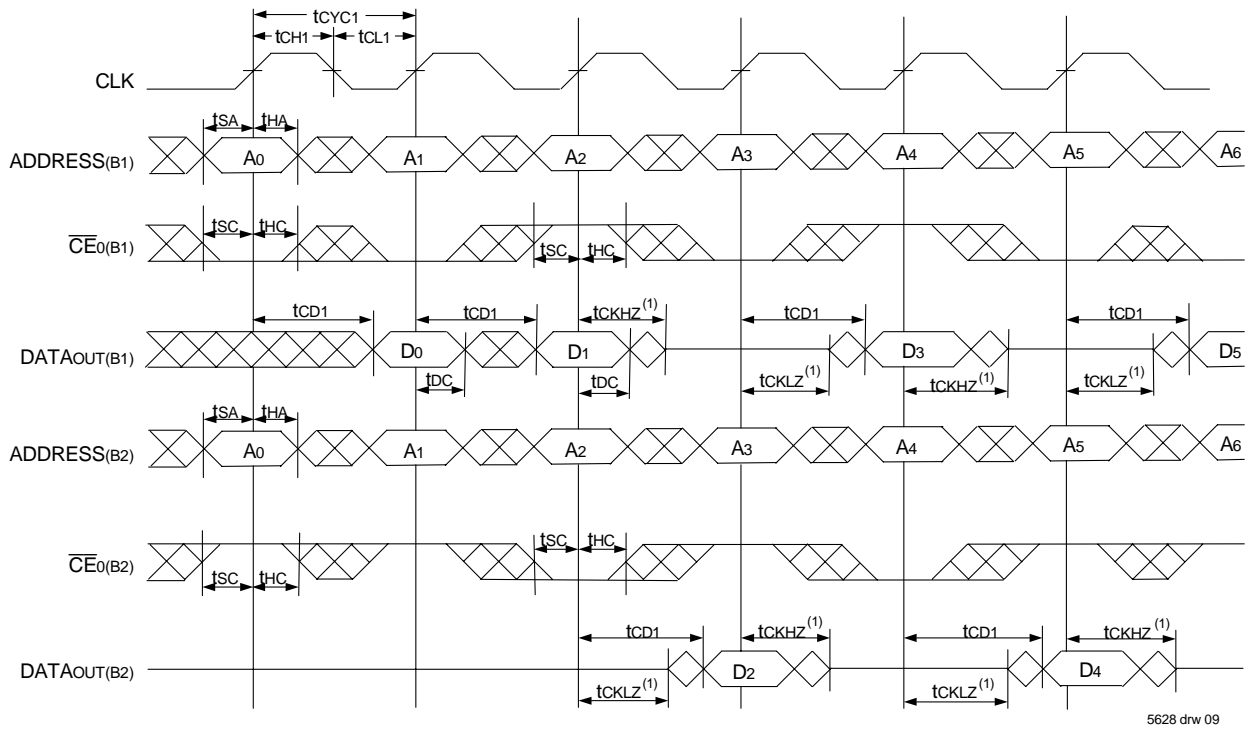 tCYC1
tCH1 tCL1
CLK
tSA tHA
ADDRESS(B1) A0 A1 A2 A3 A4 A5 A6
tSC tHC
CE0(B1)
tSC tHC
tCD1 tCD1 tCKHZ(1) tCD1 tCD1
DATAOUT(B1) D0 D1 D3 D5
tDC tDC tCKLZ(1) tCKHZ(1) tCKLZ(1)
tSA tHA
ADDRESS(B2) A0 A1 A2 A3 A4 A5 A6
tSC tHC
CE0(B2)
tSC tHC
tCD1 tCKHZ(1) tCD1 tCKHZ(1)
DATAOUT(B2) D2 D4
tCKLZ(1) tCKLZ(1)
5628 drw 09